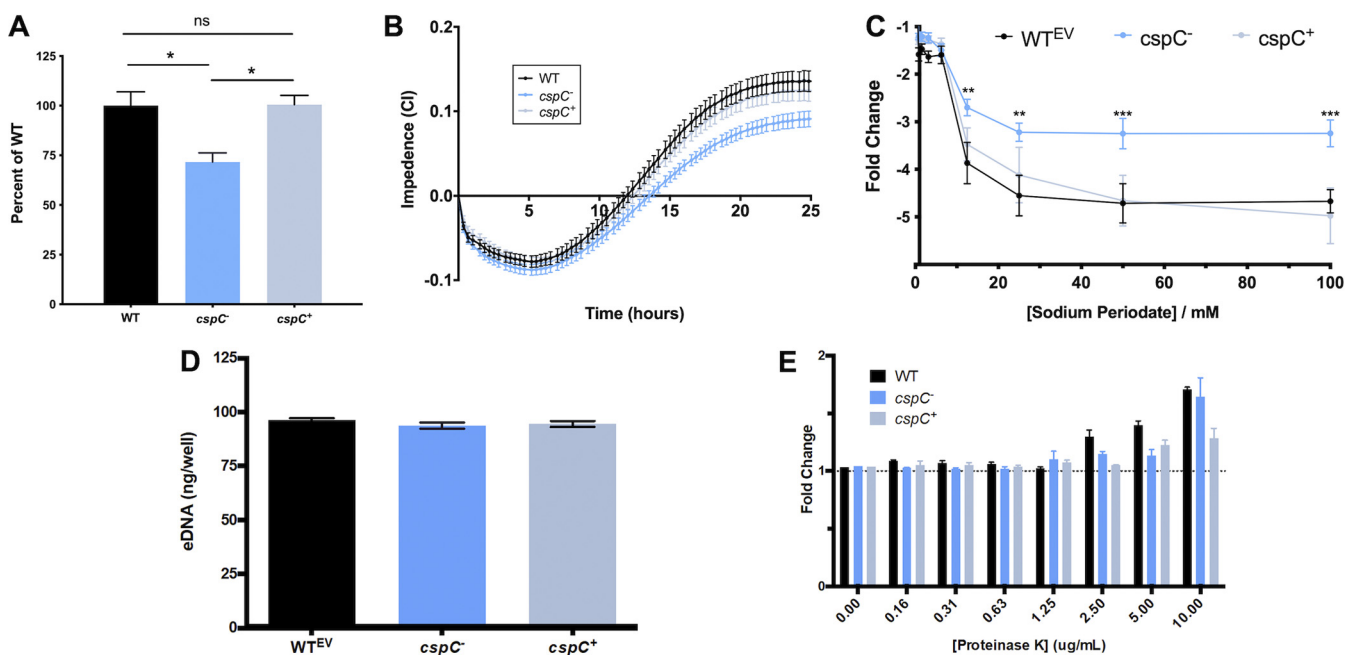 A
ns
*
*
Percent of WT
125
100
75
50
25
0
WT
cspC-
cspC+
B
Impedence (CI)
0.2
0.1
0.0
-0.1
5
10
15
20
25
Time (hours)
WT
cspC-
cspC+
C
Fold Change
-1
-2
-3
-4
-5
WTEV
cspC-
cspC+
**
**
***
***
0
20
40
60
80
100
[Sodium Periodate] / mM
D
eDNA (ng/well)
125
100
75
50
25
0
WTEV
cspC-
cspC+
E
Fold Change
2
1
0
WT
cspC-
cspC+
0.00
0.16
0.31
0.63
1.25
2.50
5.00
10.00
[Proteinase K] (ug/mL)